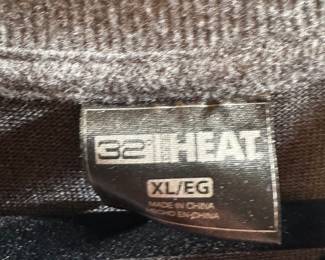 32° HEAT
XL/EG
MADE IN CHINA
HECHO EN CHINA